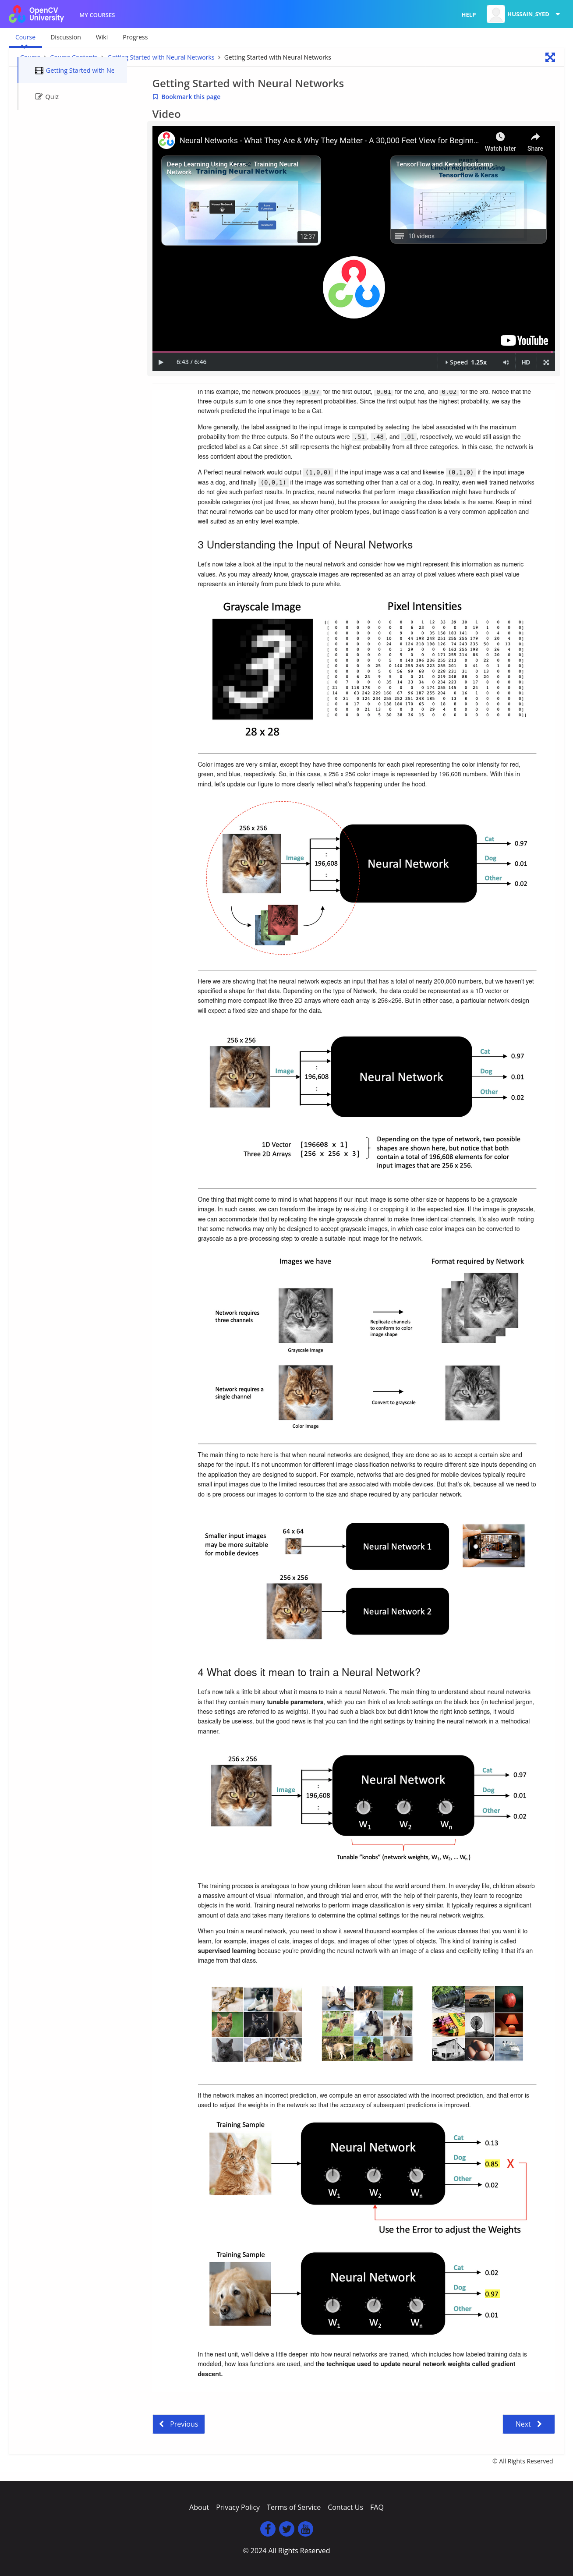 OpenCV University
MY COURSES
HELP
HUSSAIN_SYED
Course
Discussion
Wiki
Progress
Getting Started with Neural Networks > Getting Started with Neural Networks
Getting Started with Ne
Quiz
Getting Started with Neural Networks
Bookmark this page
Video
Neural Networks - What They Are & Why They Matter - A 30,000 Feet View for Beginn...
Watch later
Share
Deep Learning Using Keras – Training Neural Network
Training Neural Network
12:37
TensorFlow and Keras Bootcamp
Linear Regression Using
Tensorflow & Keras
10 videos
YouTube
6:43 / 6:46
Speed 1.25x
HD
In this example, the network produces 0.97 for the first output, 0.01 for the 2nd, and 0.02 for the 3rd. Notice that the
three outputs sum to one since they represent probabilities. Since the first output has the highest probability, we say the
network predicted the input image to be a Cat.
More generally, the label assigned to the input image is computed by selecting the label associated with the maximum
probability from the three outputs. So if the outputs were .51, .48, and .01, respectively, we would still assign the
predicted label as a Cat since .51 still represents the highest probability from all three categories. In this case, the network is
less confident about the prediction.
A Perfect neural network would output (1,0,0) if the input image was a cat and likewise (0,1,0) if the input image
was a dog, and finally (0,0,1) if the image was something other than a cat or a dog. In reality, even well-trained networks
do not give such perfect results. In practice, neural networks that perform image classification might have hundreds of
possible categories (not just three, as shown here), but the process for assigning the class labels is the same. Keep in mind
that neural networks can be used for many other problem types, but image classification is a very common application and
well-suited as an entry-level example.
3 Understanding the Input of Neural Networks
Let's now take a look at the input to the neural network and consider how we might represent this information as numeric
values. As you may already know, grayscale images are represented as an array of pixel values where each pixel value
represents an intensity from pure black to pure white.
Grayscale Image
Pixel Intensities
28 x 28
Color images are very similar, except they have three components for each pixel representing the color intensity for red,
green, and blue, respectively. So, in this case, a 256 x 256 color image is represented by 196,608 numbers. With this in
mind, let's update our figure to more clearly reflect what's happening under the hood.
256 x 256
Image
196,608
Neural Network
Cat 0.97
Dog 0.01
Other 0.02
Here we are showing that the neural network expects an input that has a total of nearly 200,000 numbers, but we haven't yet
specified a shape for that data. Depending on the type of Network, the data could be represented as a 1D vector or
something more compact like three 2D arrays where each array is 256×256. But in either case, a particular network design
will expect a fixed size and shape for the data.
256 x 256
Image
196,608
Neural Network
Cat 0.97
Dog 0.01
Other 0.02
1D Vector [196608 x 1]
Three 2D Arrays [256 x 256 x 3]
Depending on the type of network, two possible
shapes are shown here, but notice that both
contain a total of 196,608 elements for color
input images that are 256 x 256.
One thing that might come to mind is what happens if our input image is some other size or happens to be a grayscale
image. In such cases, we can transform the image by re-sizing it or cropping it to the expected size. If the image is grayscale,
we can accommodate that by replicating the single grayscale channel to make three identical channels. It's also worth noting
that some networks may only be designed to accept grayscale images, in which case color images can be converted to
grayscale as a pre-processing step to create a suitable input image for the network.
Images we have
Format required by Network
Network requires
three channels
Grayscale Image
Replicate channels
to conform to color
image shape
Network requires a
single channel
Color Image
Convert to grayscale
The main thing to note here is that when neural networks are designed, they are done so as to accept a certain size and
shape for the input. It's not uncommon for different image classification networks to require different size inputs depending on
the application they are designed to support. For example, networks that are designed for mobile devices typically require
small input images due to the limited resources that are associated with mobile devices. But that's ok, because all we need to
do is pre-process our images to conform to the size and shape required by any particular network.
Smaller input images
may be more suitable
for mobile devices
64 x 64
Neural Network 1
256 x 256
Neural Network 2
4 What does it mean to train a Neural Network?
Let's now talk a little bit about what it means to train a neural Network. The main thing to understand about neural networks
is that they contain many tunable parameters, which you can think of as knob settings on the black box (in technical jargon,
these settings are referred to as weights). If you had such a black box but didn't know the right knob settings, it would
basically be useless, but the good news is that you can find the right settings by training the neural network in a methodical
manner.
256 x 256
Image
196,608
Neural Network
W1 W2 Wn
Cat 0.97
Dog 0.01
Other 0.02
Tunable "knobs" (network weights, W1, W2, ... Wn)
The training process is analogous to how young children learn about the world around them. In everyday life, children absorb
a massive amount of visual information, and through trial and error, with the help of their parents, they learn to recognize
objects in the world. Training neural networks to perform image classification is very similar. It typically requires a significant
amount of data and takes many iterations to determine the optimal settings for the neural network weights.
When you train a neural network, you need to show it several thousand examples of the various classes that you want it to
learn, for example, images of cats, images of dogs, and images of other types of objects. This kind of training is called
supervised learning because you're providing the neural network with an image of a class and explicitly telling it that it's an
image from that class.
If the network makes an incorrect prediction, we compute an error associated with the incorrect prediction, and that error is
used to adjust the weights in the network so that the accuracy of subsequent predictions is improved.
Training Sample
Neural Network
W1 W2 Wn
Cat 0.13
Dog 0.85 X
Other 0.02
Use the Error to adjust the Weights
Training Sample
Neural Network
W1 W2 Wn
Cat 0.02
Dog 0.97
Other 0.01
In the next unit, we'll delve a little deeper into how neural networks are trained, which includes how labeled training data is
modeled, how loss functions are used, and the technique used to update neural network weights called gradient
descent.
Previous
Next
© All Rights Reserved
About Privacy Policy Terms of Service Contact Us FAQ
© 2024 All Rights Reserved